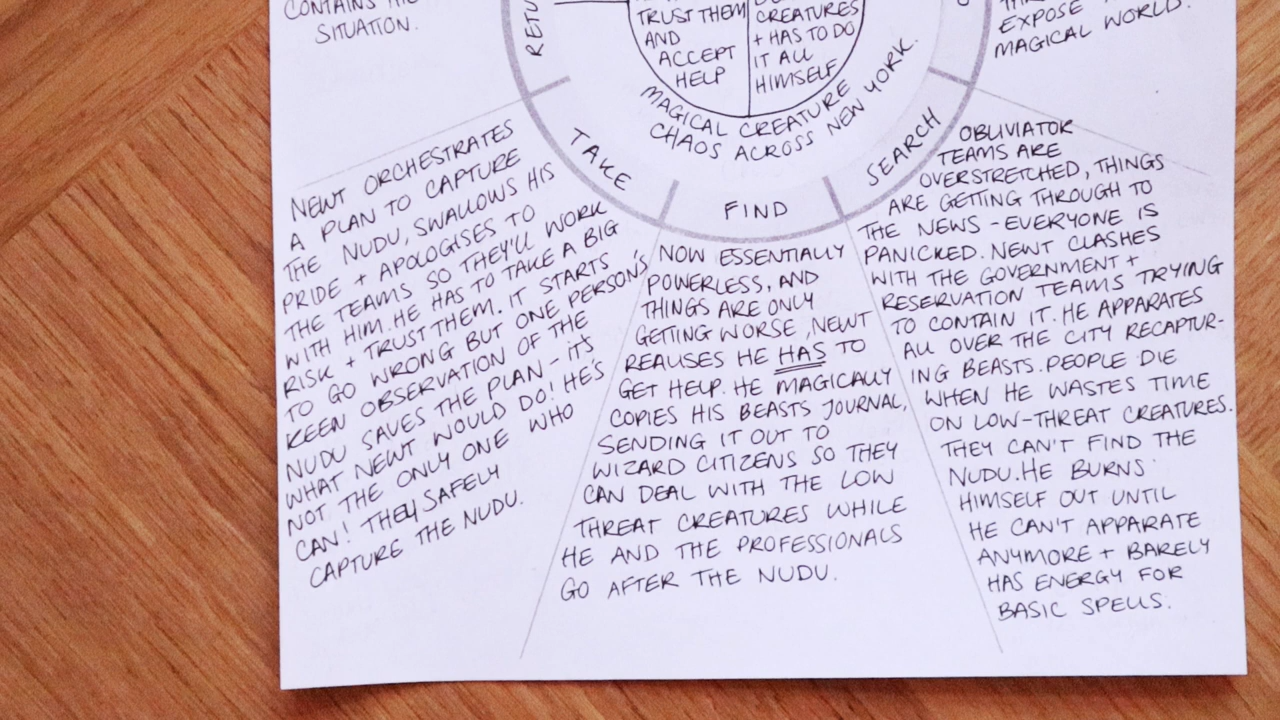 CONTAINS
SITUATION.
TRUST THEM
AND
ACCEPT
HELP
CREATURES
+ HAS TO DO
IT ALL
HIMSELF
MAGICAL CREATURE
CHAOS ACROSS NEW YORK.
EXPOSE
MAGICAL WORLD.
SEARCH
OBLIVIATOR
TEAMS ARE
OVERSTRETCHED, THINGS
ARE GETTING THROUGH TO
THE NEWS - EVERYONE IS
PANICKED. NEWT CLASHES
WITH THE GOVERNMENT +
RESERVATION TEAMS TRYING
TO CONTAIN IT. HE APPARATES
ALL OVER THE CITY RECAPTUR-
ING BEASTS. PEOPLE DIE
WHEN HE WASTES TIME
ON LOW-THREAT CREATURES.
THEY CAN'T FIND THE
NUDU. HE BURNS
HIMSELF OUT UNTIL
HE CAN'T APPARATE
ANYMORE + BARELY
HAS ENERGY FOR
BASIC SPELLS.
FIND
NOW ESSENTIALLY
POWERLESS, AND
THINGS ARE ONLY
GETTING WORSE, NEWT
REALISES HE HAS TO
GET HELP. HE MAGICALLY
COPIES HIS BEASTS JOURNAL,
SENDING IT OUT TO
WIZARD CITIZENS SO THEY
CAN DEAL WITH THE LOW
THREAT CREATURES WHILE
HE AND THE PROFESSIONALS
GO AFTER THE NUDU.
TAKE
NEWT ORCHESTRATES
A PLAN TO CAPTURE
THE NUDU, SWALLOWS HIS
PRIDE + APOLOGISES TO
THE TEAMS SO THEY'LL WORK
WITH HIM. HE HAS TO TAKE A BIG
RISK + TRUST THEM. IT STARTS
TO GO WRONG BUT ONE PERSON'S
KEEN OBSERVATION OF THE
NUDU SAVES THE PLAN - IT'S
WHAT NEWT WOULD DO! HE'S
NOT THE ONLY ONE WHO
CAN! THEY SAFELY
CAPTURE THE NUDU.